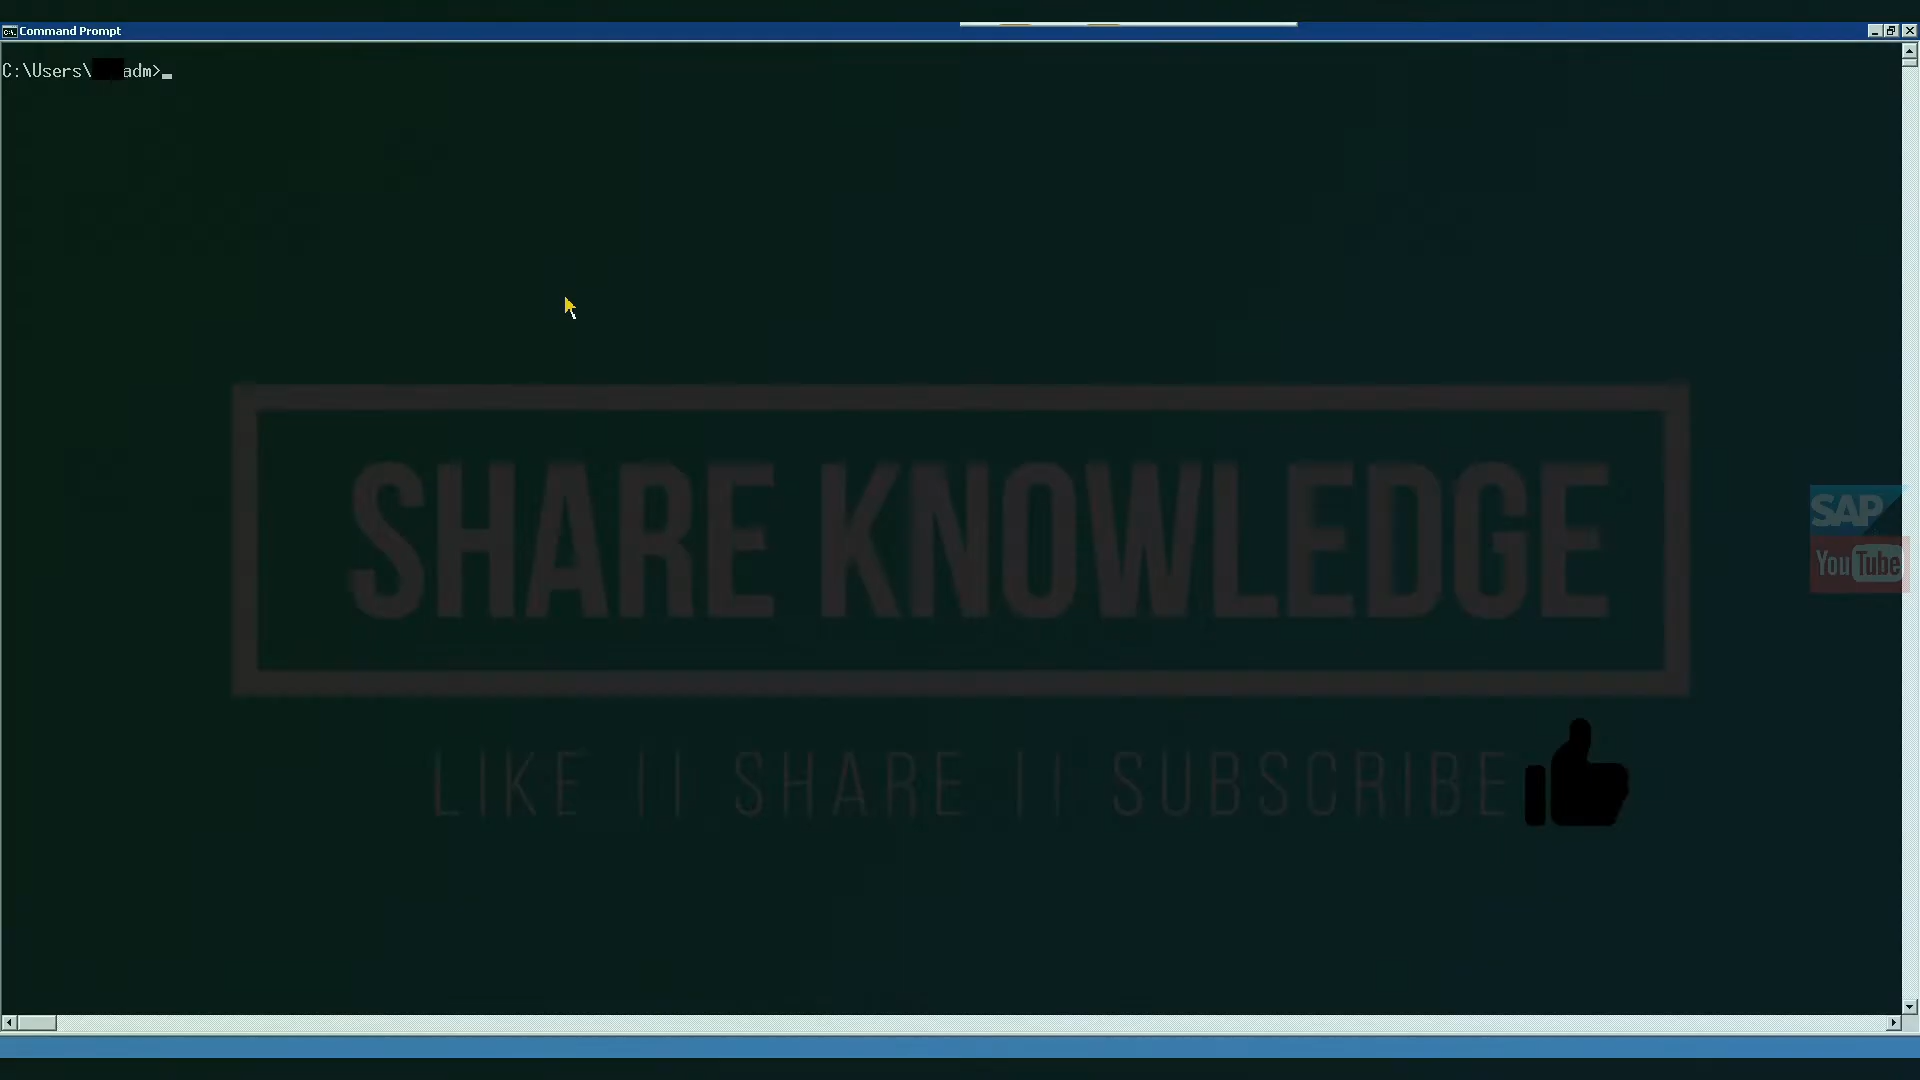 Command Prompt
C:\Users\ adm>_
SHARE KNOWLEDGE
SAP
YouTube
LIKE || SHARE || SUBSCRIBE